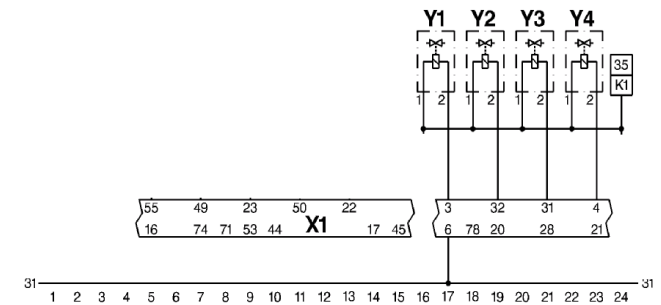 Y1 Y2 Y3 Y4
35
K1
1 2 1 2 1 2 1 2
55 49 23 50 22 3 32 31 4
X1
16 74 71 53 44 17 45 6 78 20 28 21
31 31
1 2 3 4 5 6 7 8 9 10 11 12 13 14 15 16 17 18 19 20 21 22 23 24